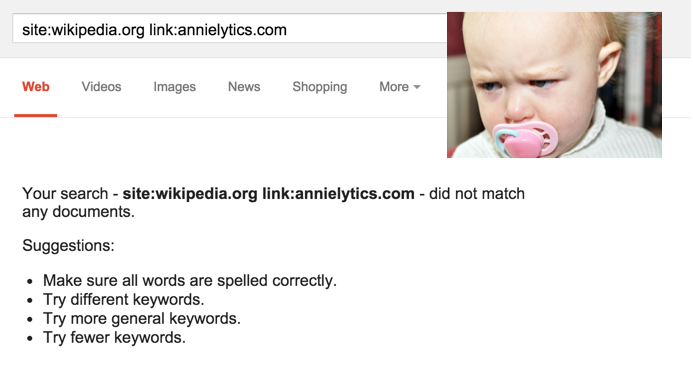 site:wikipedia.org link:annielytics.com
Web Videos Images News Shopping More
Your search - site:wikipedia.org link:annielytics.com - did not match
any documents.
Suggestions:
• Make sure all words are spelled correctly.
• Try different keywords.
• Try more general keywords.
• Try fewer keywords.